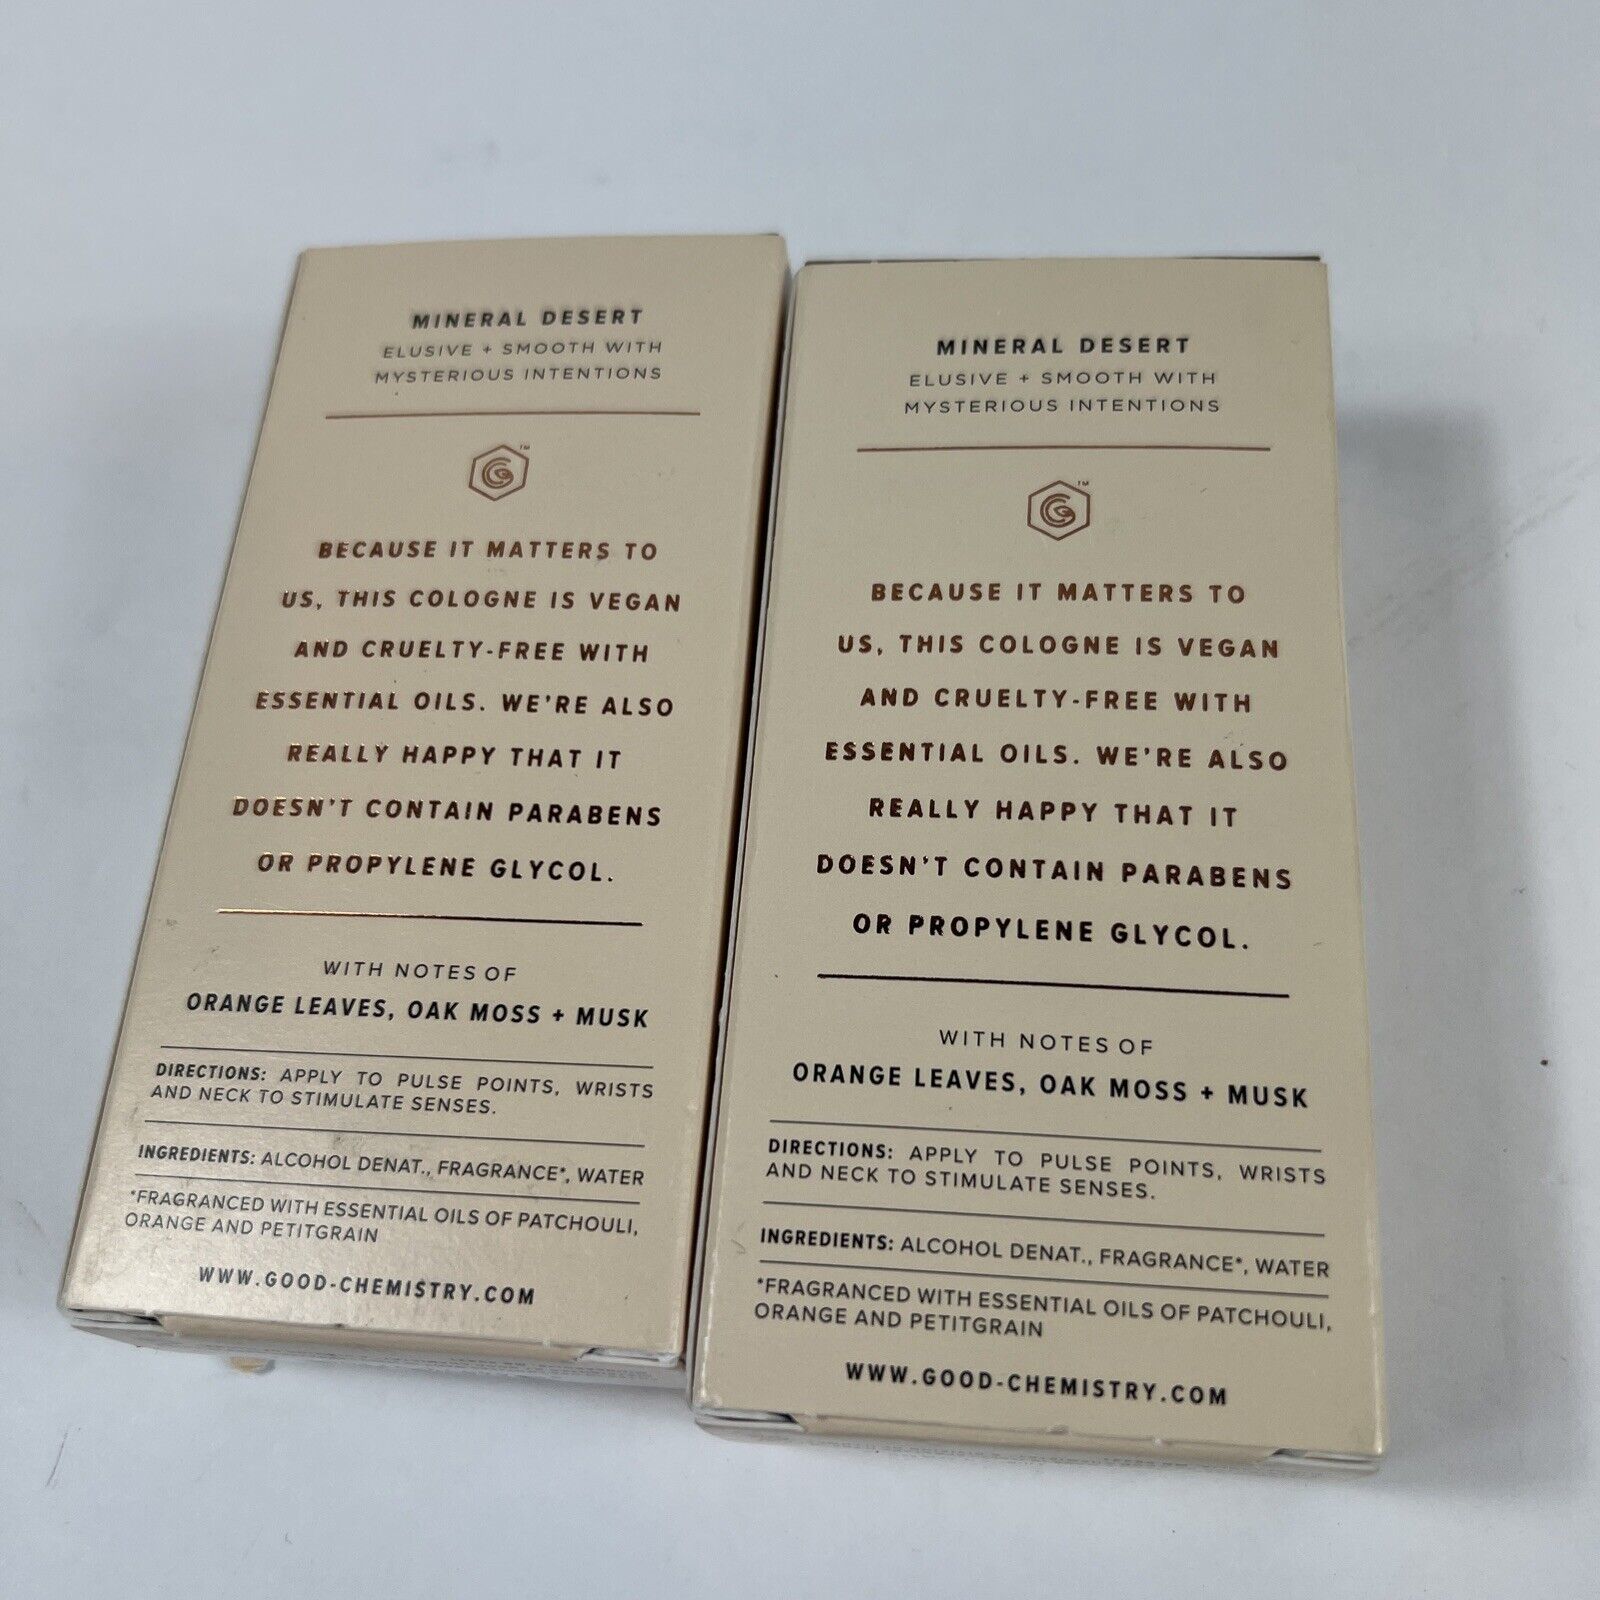 MINERAL DESERT
ELUSIVE + SMOOTH WITH
MYSTERIOUS INTENTIONS
TM
BECAUSE IT MATTERS TO
US, THIS COLOGNE IS VEGAN
AND CRUELTY-FREE WITH
ESSENTIAL OILS. WE'RE ALSO
REALLY HAPPY THAT IT
DOESN'T CONTAIN PARABENS
OR PROPYLENE GLYCOL.
WITH NOTES OF
ORANGE LEAVES, OAK MOSS + MUSK
DIRECTIONS: APPLY TO PULSE POINTS, WRISTS
AND NECK TO STIMULATE SENSES.
INGREDIENTS: ALCOHOL DENAT., FRAGRANCE*, WATER
*FRAGRANCED WITH ESSENTIAL OILS OF PATCHOULI,
ORANGE AND PETITGRAIN
WWW.GOOD-CHEMISTRY.COM
MINERAL DESERT
ELUSIVE + SMOOTH WITH
MYSTERIOUS INTENTIONS
TM
BECAUSE IT MATTERS TO
US, THIS COLOGNE IS VEGAN
AND CRUELTY-FREE WITH
ESSENTIAL OILS. WE'RE ALSO
REALLY HAPPY THAT IT
DOESN'T CONTAIN PARABENS
OR PROPYLENE GLYCOL.
WITH NOTES OF
ORANGE LEAVES, OAK MOSS + MUSK
DIRECTIONS: APPLY TO PULSE POINTS, WRISTS
AND NECK TO STIMULATE SENSES.
INGREDIENTS: ALCOHOL DENAT., FRAGRANCE*, WATER
*FRAGRANCED WITH ESSENTIAL OILS OF PATCHOULI,
ORANGE AND PETITGRAIN
WWW.GOOD-CHEMISTRY.COM